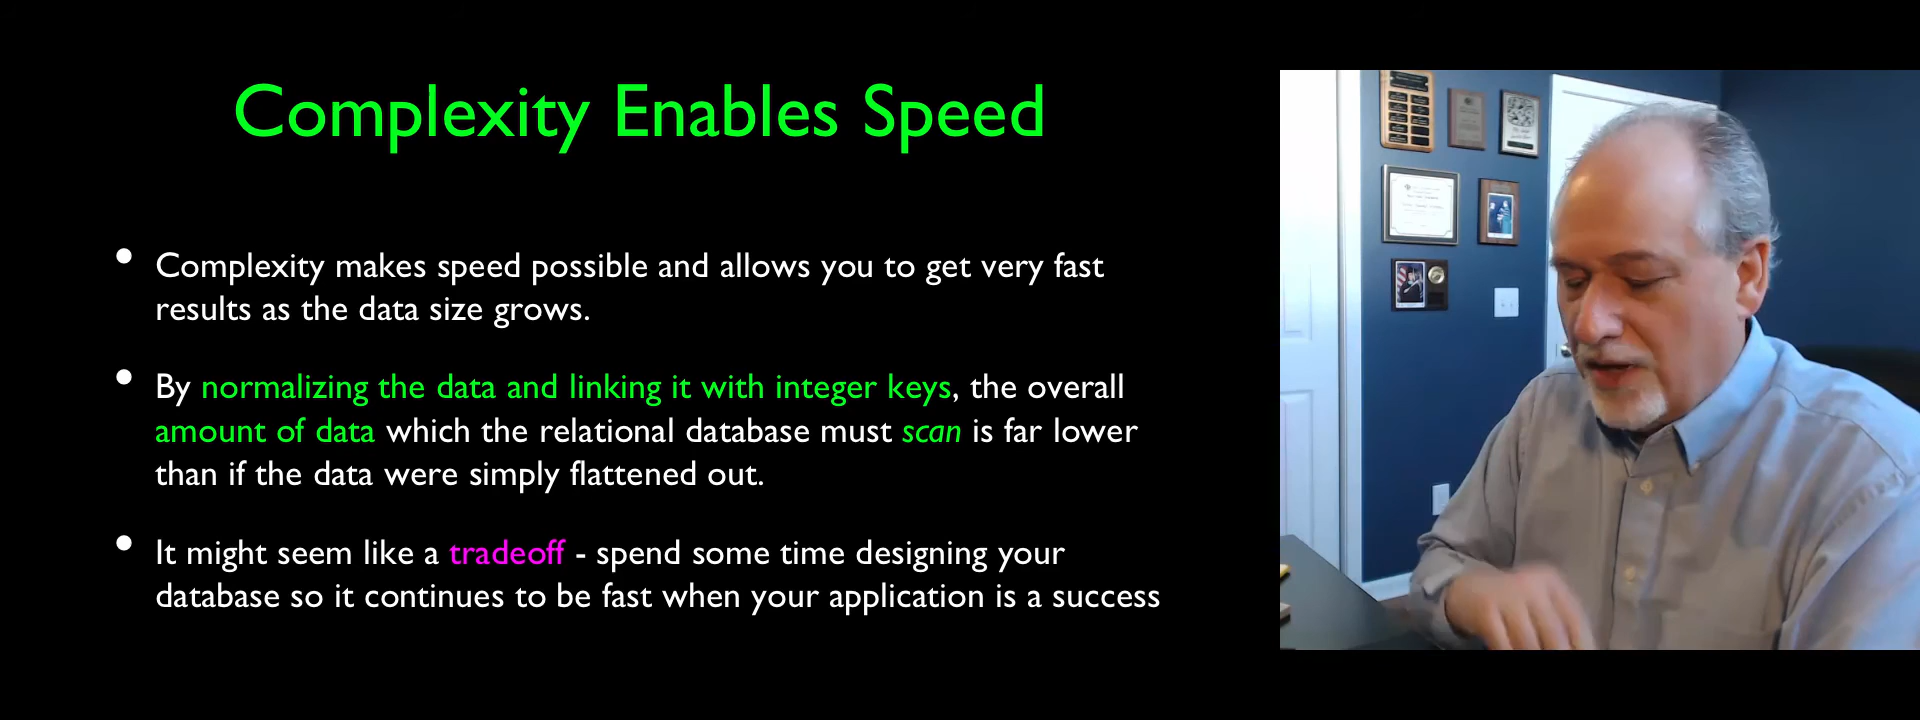 Complexity Enables Speed
• Complexity makes speed possible and allows you to get very fast
results as the data size grows.
• By normalizing the data and linking it with integer keys, the overall
amount of data which the relational database must scan is far lower
than if the data were simply flattened out.
• It might seem like a tradeoff - spend some time designing your
database so it continues to be fast when your application is a success